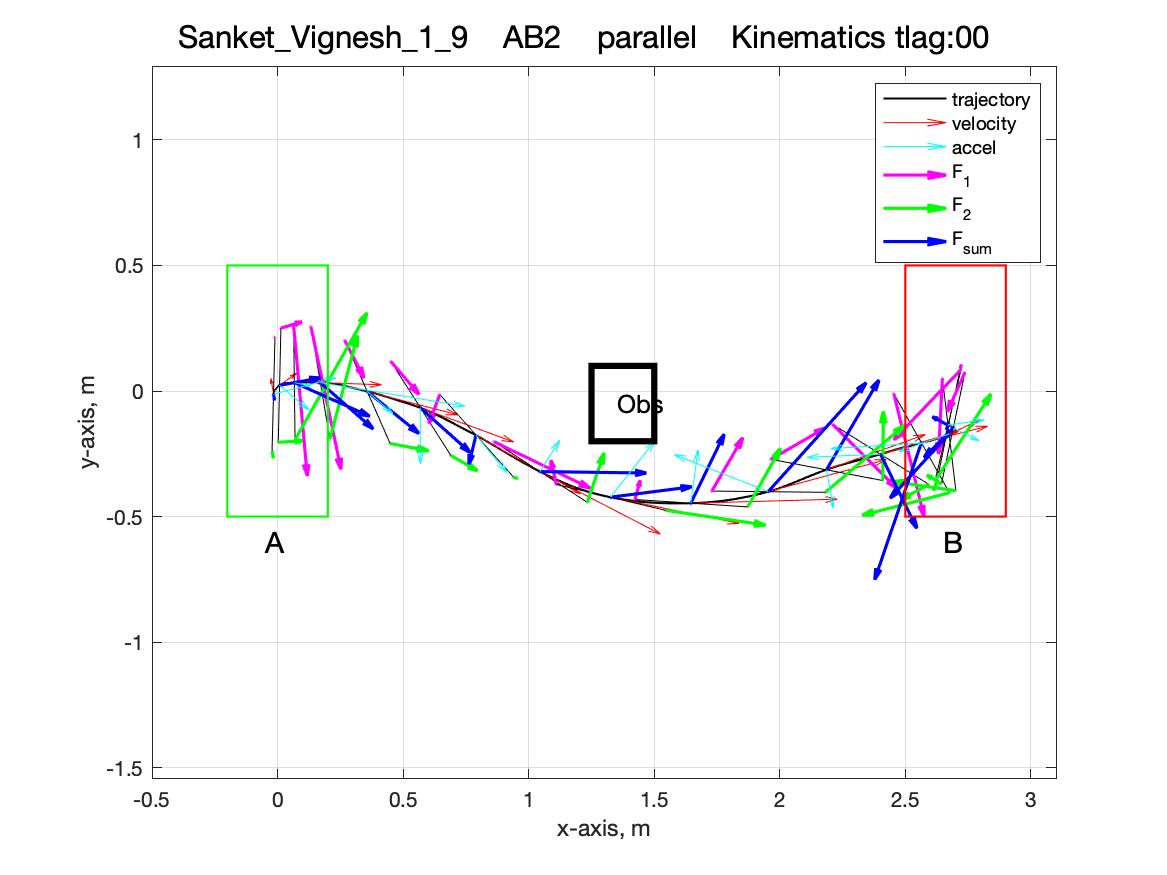 Sanket_Vignesh_1_9 AB2 parallel Kinematics tlag:00
trajectory
velocity
accel
F1
F2
Fsum
1
0.5
0
-0.5
-1
-1.5
y-axis, m
Obs
A
B
-0.5 0 0.5 1 1.5 2 2.5 3
x-axis, m